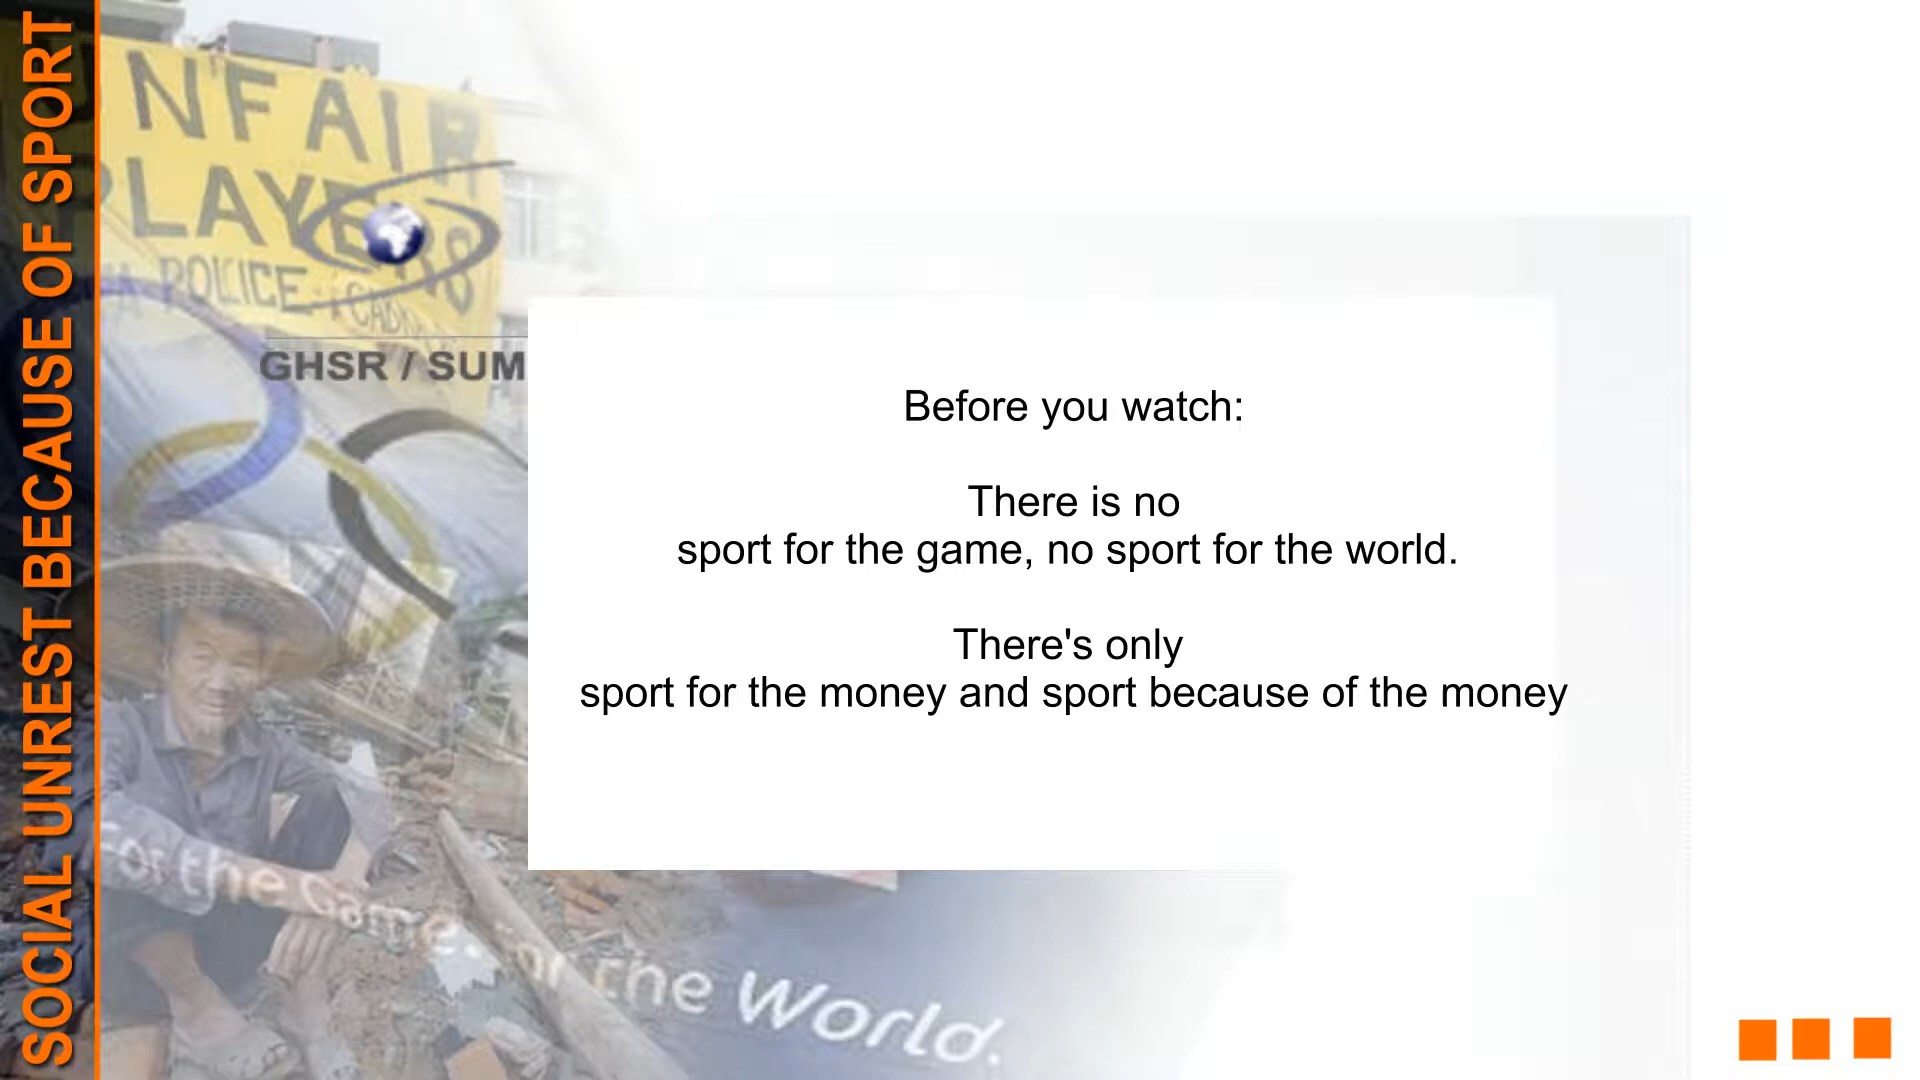 SOCIAL UNREST BECAUSE OF SPORT
NFAIR
PLAYERS
POLICE
GHSR / SUM
Before you watch:
There is no
sport for the game, no sport for the world.
There's only
sport for the money and sport because of the money
For the Game. For the World.